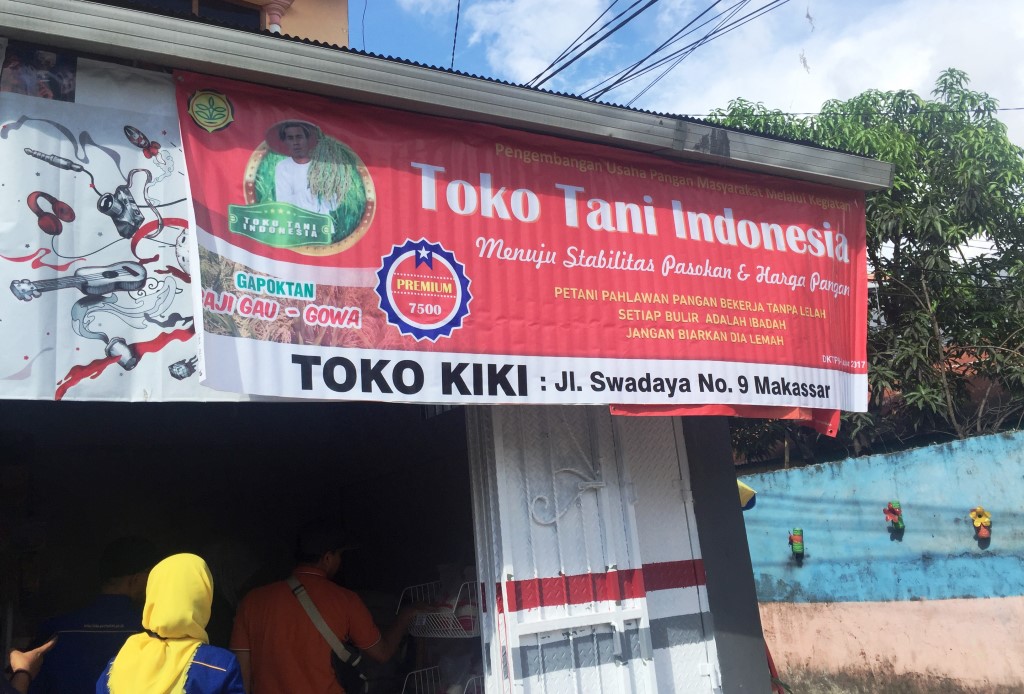 Pengembangan Usaha Pangan Masyarakat Melalui Kegiatan
Toko Tani Indonesia
Menuju Stabilitas Pasokan & Harga Pangan
TOKO TANI
INDONESIA
GAPOKTAN
AJI GAU - GOWA
PREMIUM
7500
PETANI PAHLAWAN PANGAN BEKERJA TANPA LELAH
SETIAP BULIR ADALAH IBADAH
JANGAN BIARKAN DIA LEMAH
2017
TOKO KIKI : Jl. Swadaya No. 9 Makassar